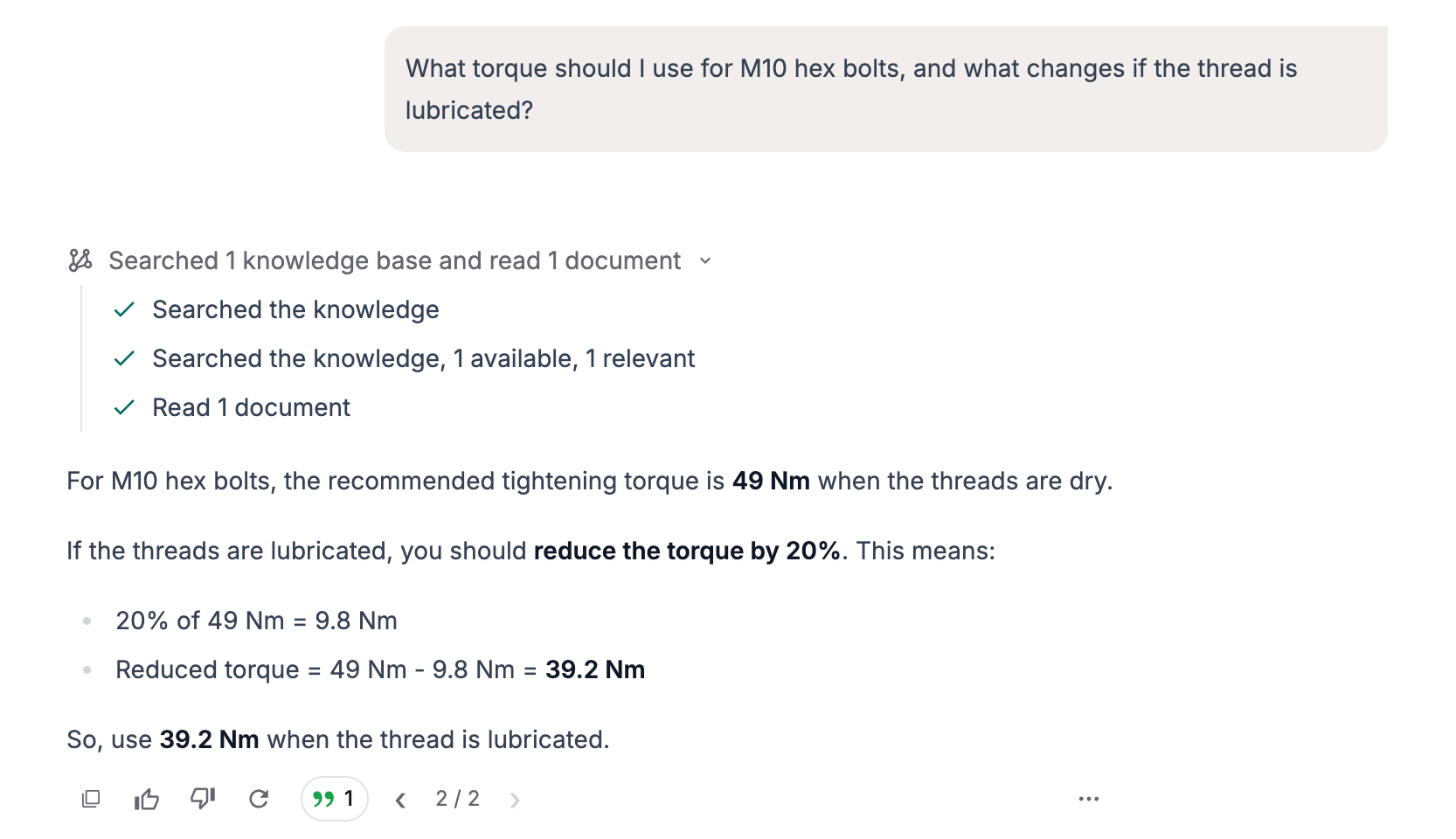 What torque should I use for M10 hex bolts, and what changes if the thread is
lubricated?
Searched 1 knowledge base and read 1 document
Searched the knowledge
Searched the knowledge, 1 available, 1 relevant
Read 1 document
For M10 hex bolts, the recommended tightening torque is 49 Nm when the threads are dry.
If the threads are lubricated, you should reduce the torque by 20%. This means:
20% of 49 Nm = 9.8 Nm
Reduced torque = 49 Nm - 9.8 Nm = 39.2 Nm
So, use 39.2 Nm when the thread is lubricated.
1 2 / 2